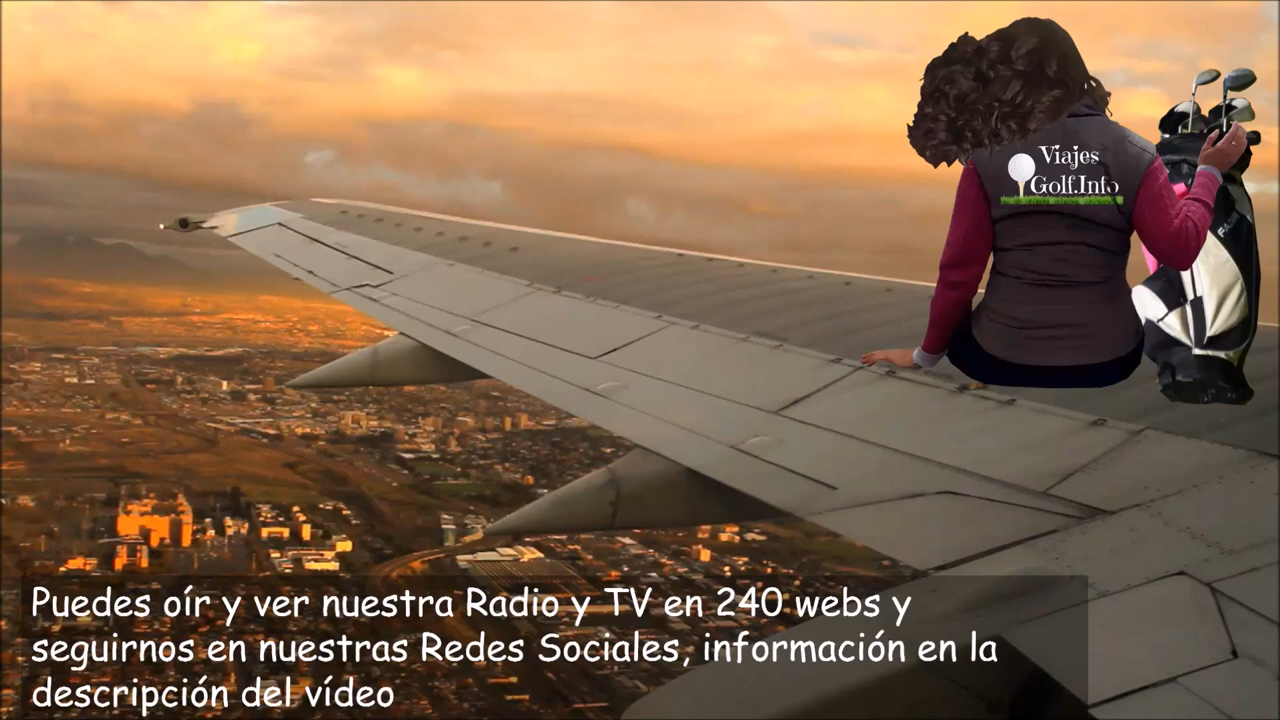 Viajes
Golf.Info
Puedes oír y ver nuestra Radio y TV en 240 webs y
seguirnos en nuestras Redes Sociales, información en la
descripción del vídeo